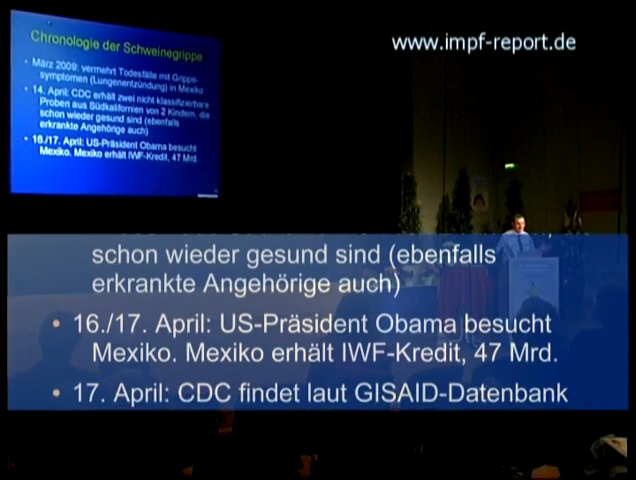 www.impf-report.de
Chronologie der Schweinegrippe
• März 2009: vermehrt Todesfälle mit Grippe-
symptomen (Lungenentzündung) in Mexiko
• 14. April: CDC erhält zwei nicht klassifizierbare
Proben aus Südkalifornien von 2 Kindern, die
schon wieder gesund sind (ebenfalls
erkrankte Angehörige auch)
• 16./17. April: US-Präsident Obama besucht
Mexiko. Mexiko erhält IWF-Kredit, 47 Mrd.
schon wieder gesund sind (ebenfalls
erkrankte Angehörige auch)
• 16./17. April: US-Präsident Obama besucht
Mexiko. Mexiko erhält IWF-Kredit, 47 Mrd.
• 17. April: CDC findet laut GISAID-Datenbank